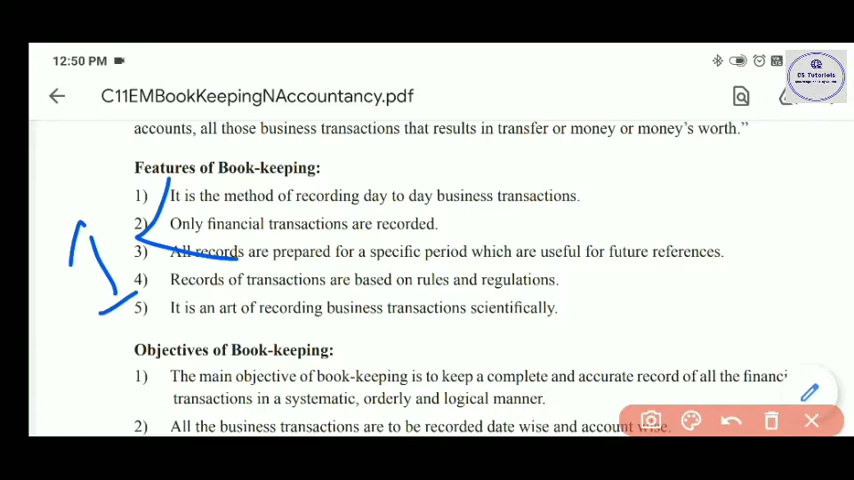 12:50 PM
CS Tutorials
C11EMBookKeepingNAccountancy.pdf
accounts, all those business transactions that results in transfer or money or money's worth."
Features of Book-keeping:
1) It is the method of recording day to day business transactions.
2) Only financial transactions are recorded.
3) All records are prepared for a specific period which are useful for future references.
4) Records of transactions are based on rules and regulations.
5) It is an art of recording business transactions scientifically.
Objectives of Book-keeping:
1) The main objective of book-keeping is to keep a complete and accurate record of all the financi
transactions in a systematic, orderly and logical manner.
2) All the business transactions are to be recorded date wise and account wise.